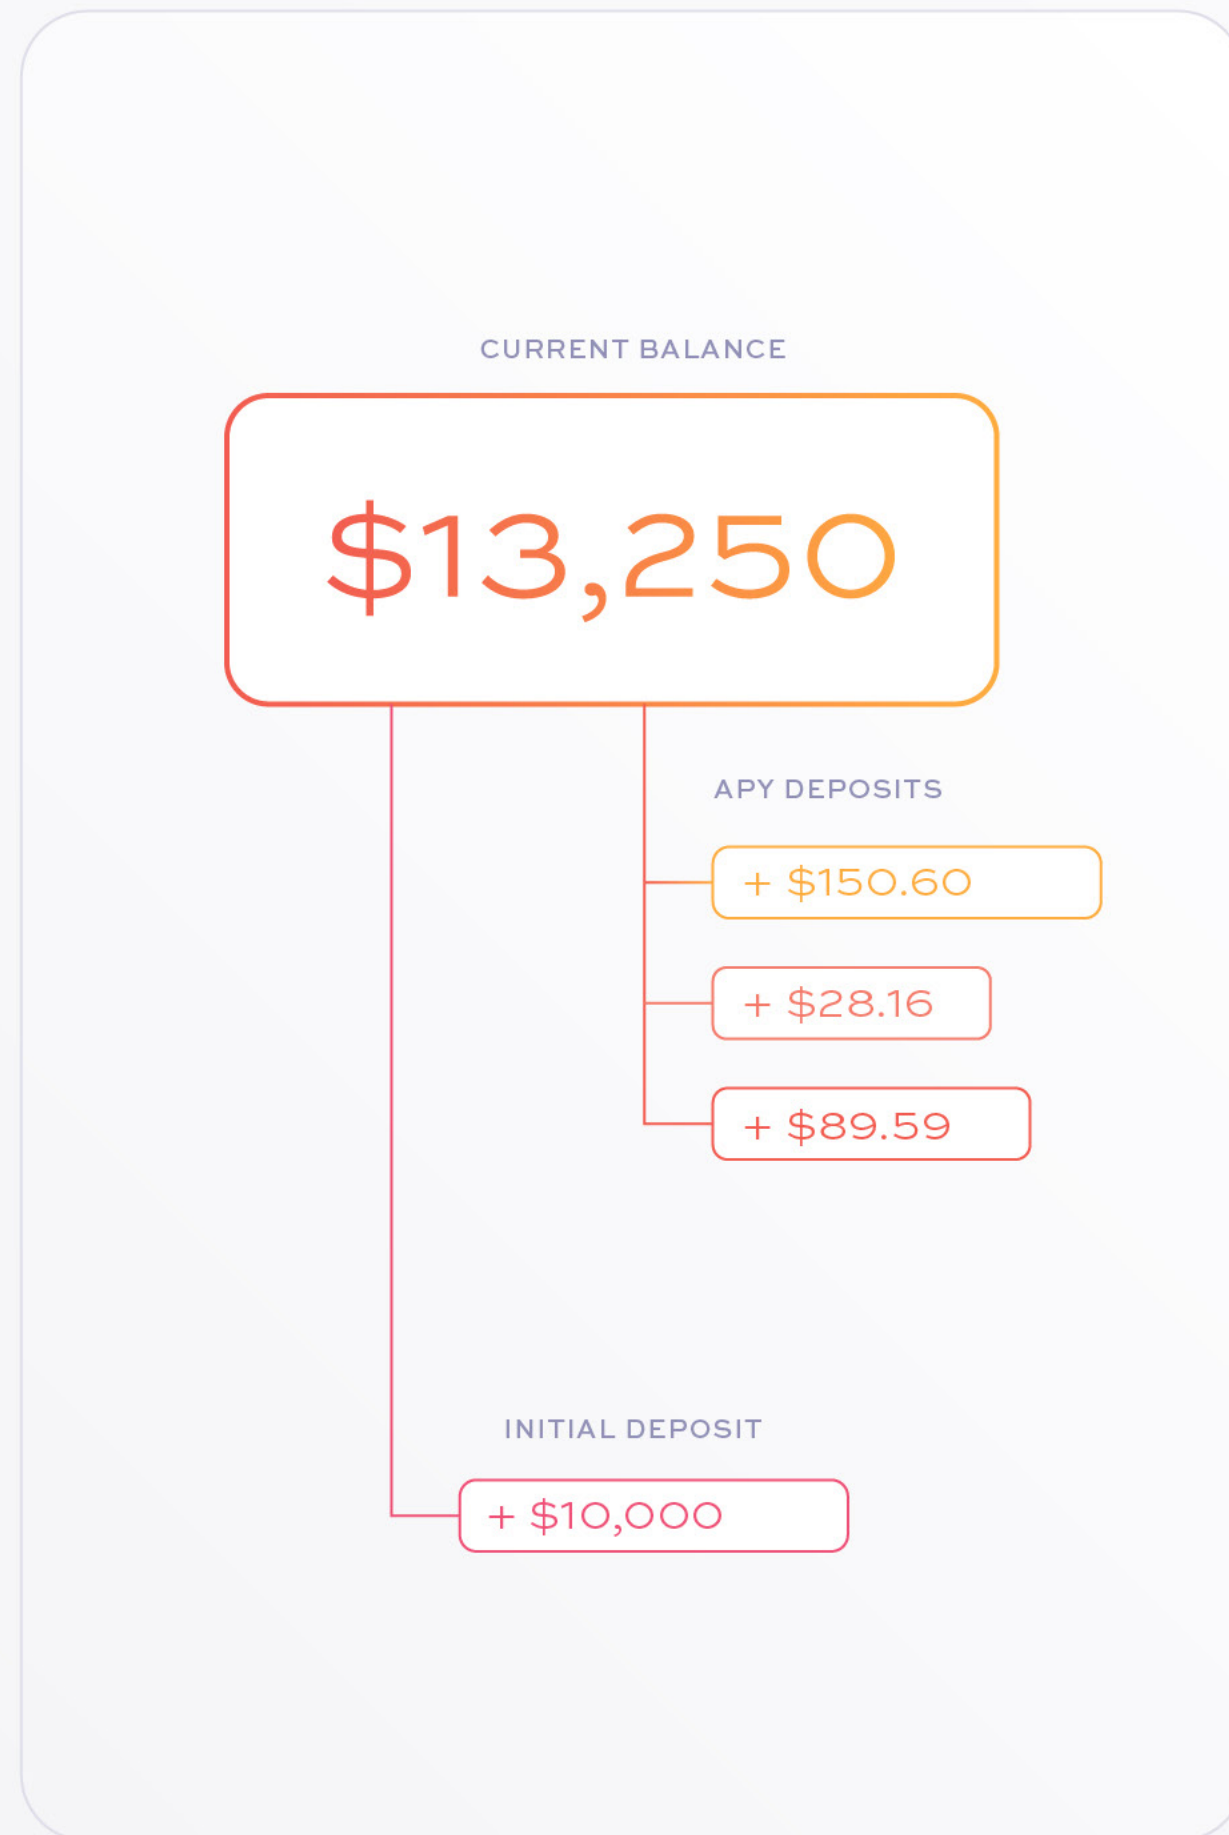 CURRENT BALANCE
$13,250
APY DEPOSITS
+ $150.60
+ $28.16
+ $89.59
INITIAL DEPOSIT
+ $10,000